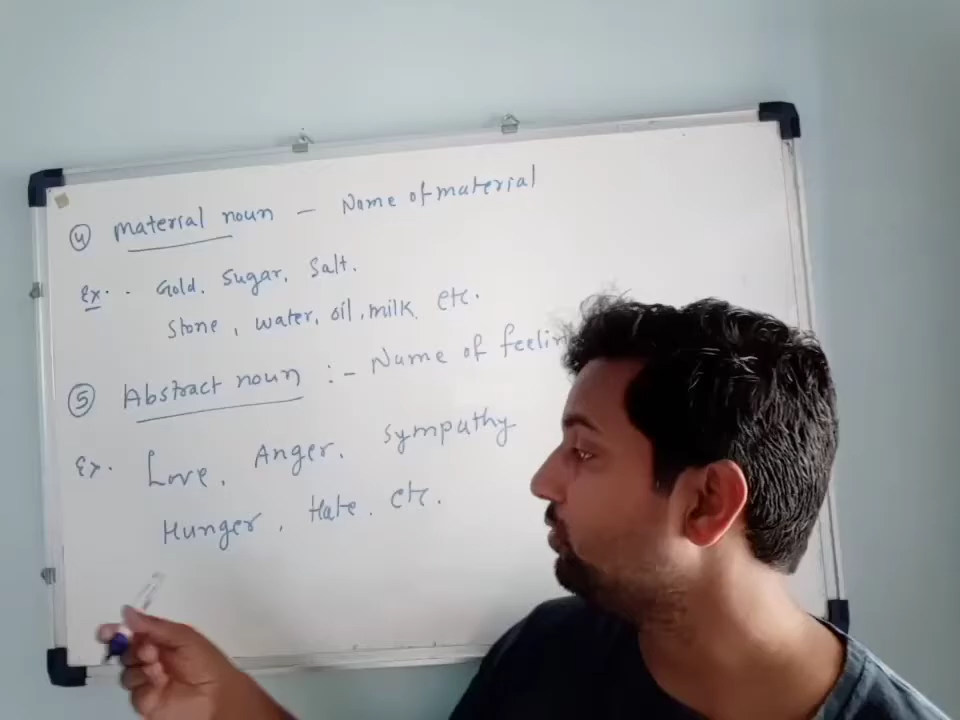 ④ Material noun – Name of material
Ex.. Gold, Sugar, Salt.
Stone, water, oil, milk, etc.
⑤ Abstract noun :– Name of feelin
Ex. Love, Anger, Sympathy
Hunger, Hate, etc.